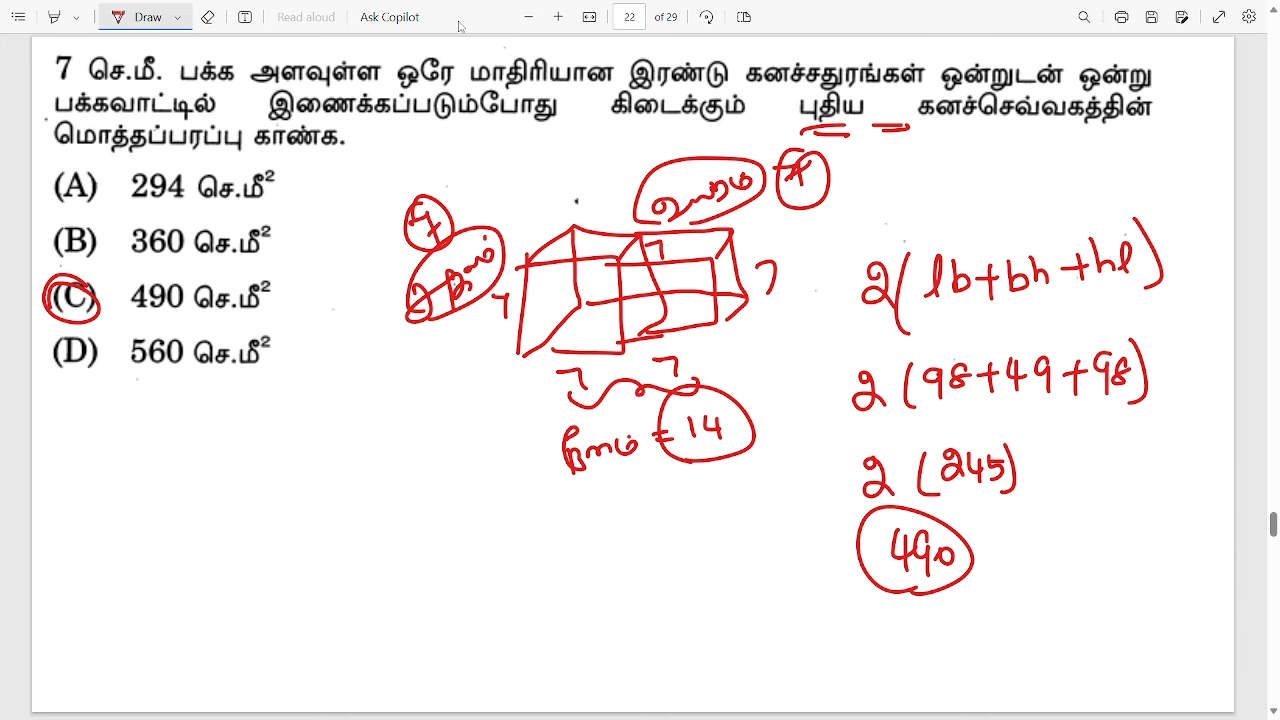 Draw
Read aloud
Ask Copilot
22
of 29
7 செ.மீ. பக்க அளவுள்ள ஒரே மாதிரியான இரண்டு கனச்சதுரங்கள் ஒன்றுடன் ஒன்று
பக்கவாட்டில் இணைக்கப்படும்போது கிடைக்கும் புதிய கனச்செவ்வகத்தின்
மொத்தப்பரப்பு காண்க.
(A) 294 செ.மீ²
(B) 360 செ.மீ²
(C) 490 செ.மீ²
(D) 560 செ.மீ²
உயரம் 7
7
7
7
7
7 7
நீளம் = 14
2(lb+bh+hl)
2(98+49+98)
2(245)
490